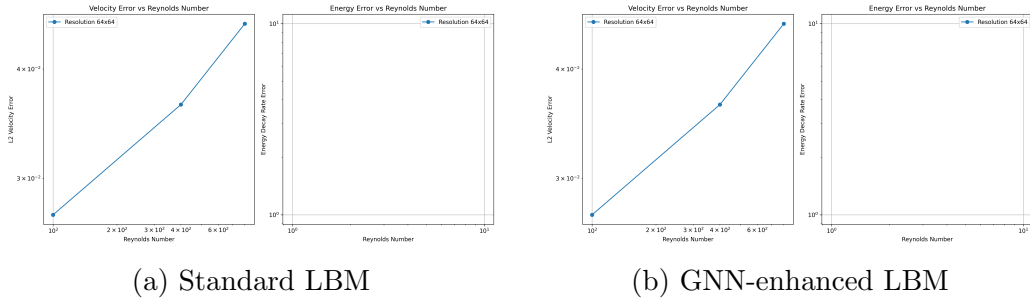 Velocity Error vs Reynolds Number
Resolution 64x64
L2 Velocity Error
4 × 10⁻²
3 × 10⁻²
10² 2 × 10² 3 × 10² 4 × 10² 6 × 10²
Reynolds Number
Energy Error vs Reynolds Number
Resolution 64x64
Energy Decay Rate Error
10¹
10⁰
10⁰ 10¹
Reynolds Number
(a) Standard LBM
Velocity Error vs Reynolds Number
Resolution 64x64
L2 Velocity Error
4 × 10⁻²
3 × 10⁻²
10² 2 × 10² 3 × 10² 4 × 10² 6 × 10²
Reynolds Number
Energy Error vs Reynolds Number
Resolution 64x64
Energy Decay Rate Error
10¹
10⁰
10⁰ 10¹
Reynolds Number
(b) GNN-enhanced LBM